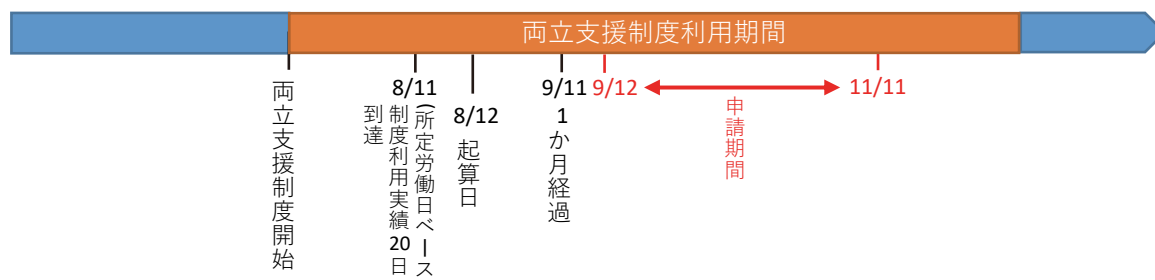 両立支援制度利用期間
両立支援制度開始
8/11
(所定労働日ベース
制度利用実績20日
到達
8/12
起算日
9/11
1か月経過
9/12
申請期間
11/11